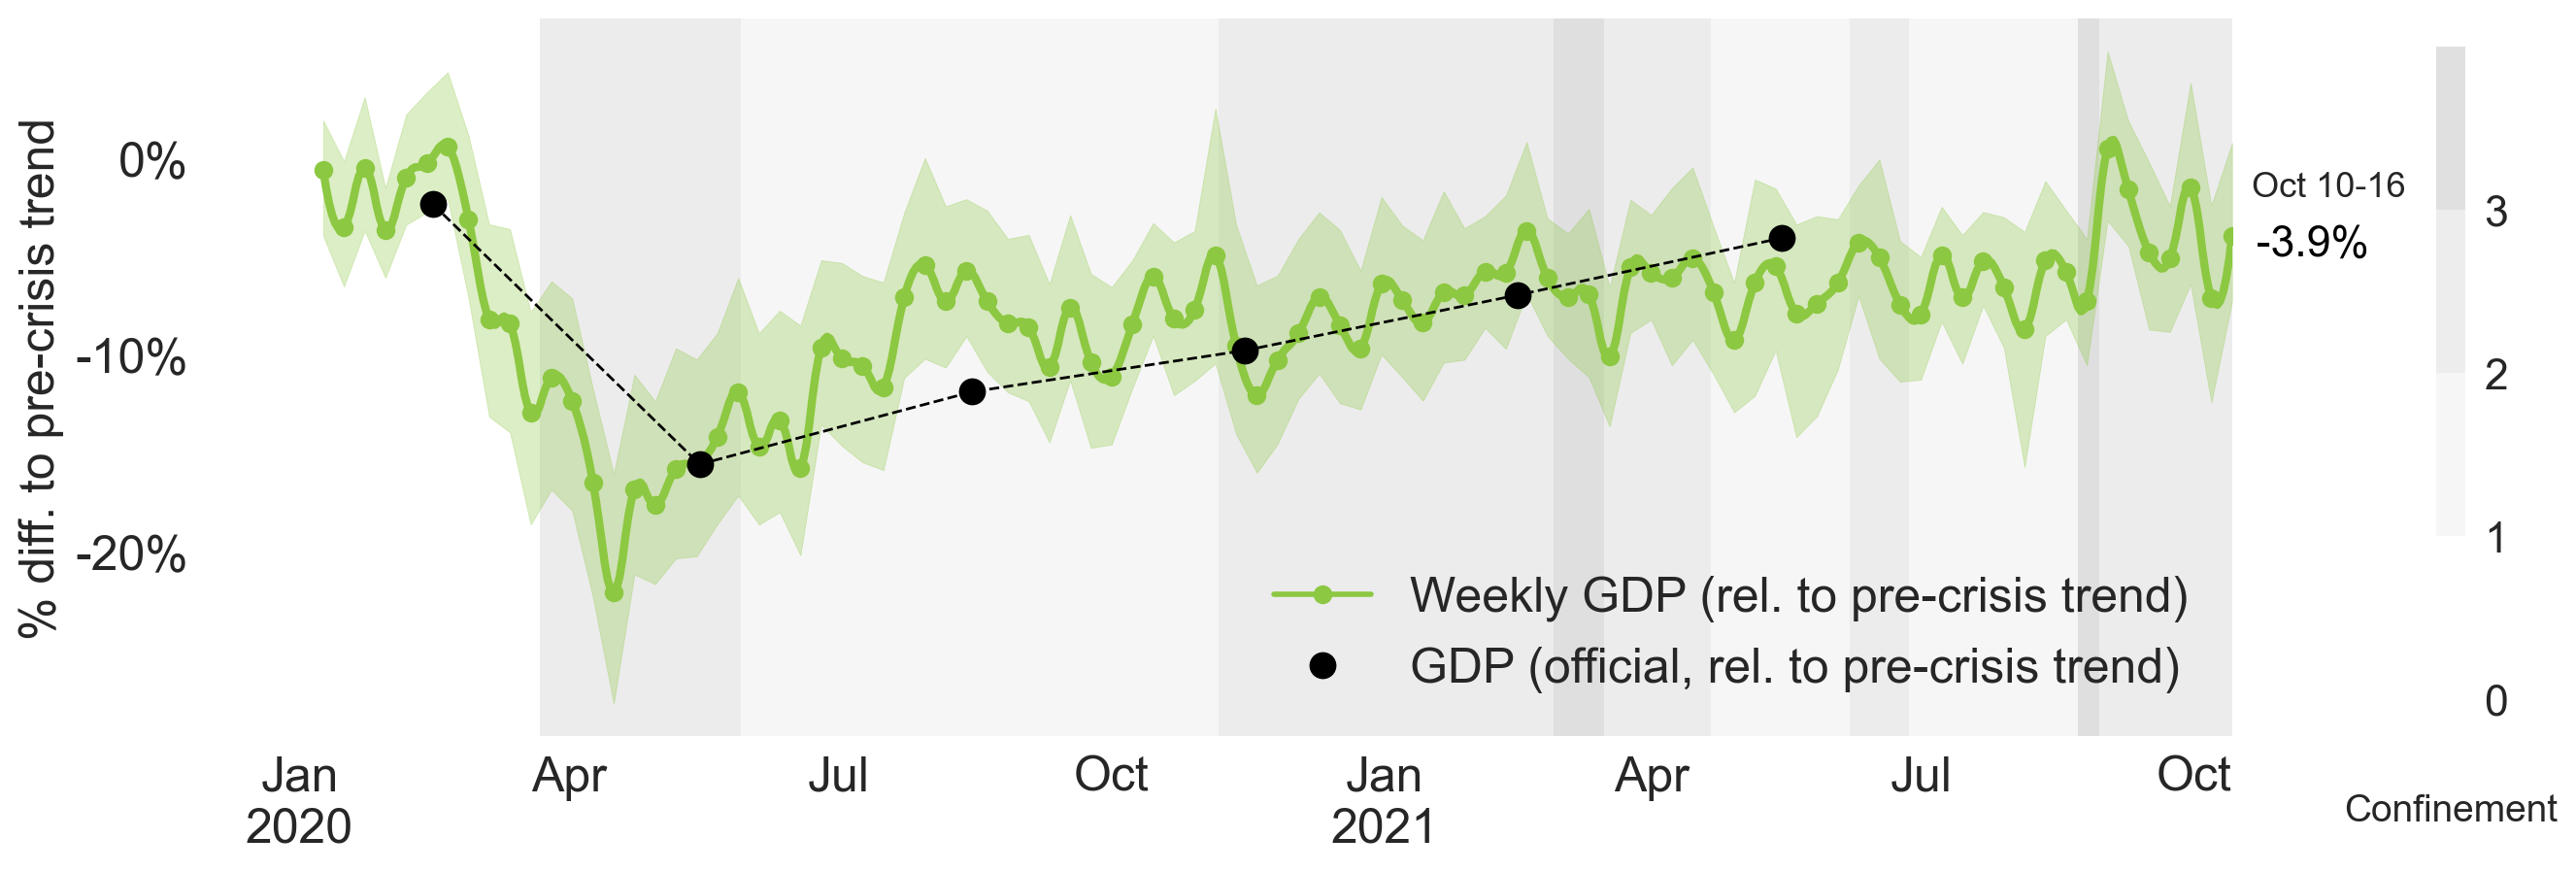 % diff. to pre-crisis trend
0%
-10%
-20%
Oct 10-16
-3.9%
3
2
1
0
Confinement
Weekly GDP (rel. to pre-crisis trend)
GDP (official, rel. to pre-crisis trend)
Jan Apr Jul Oct Jan Apr Jul Oct
2020 2021